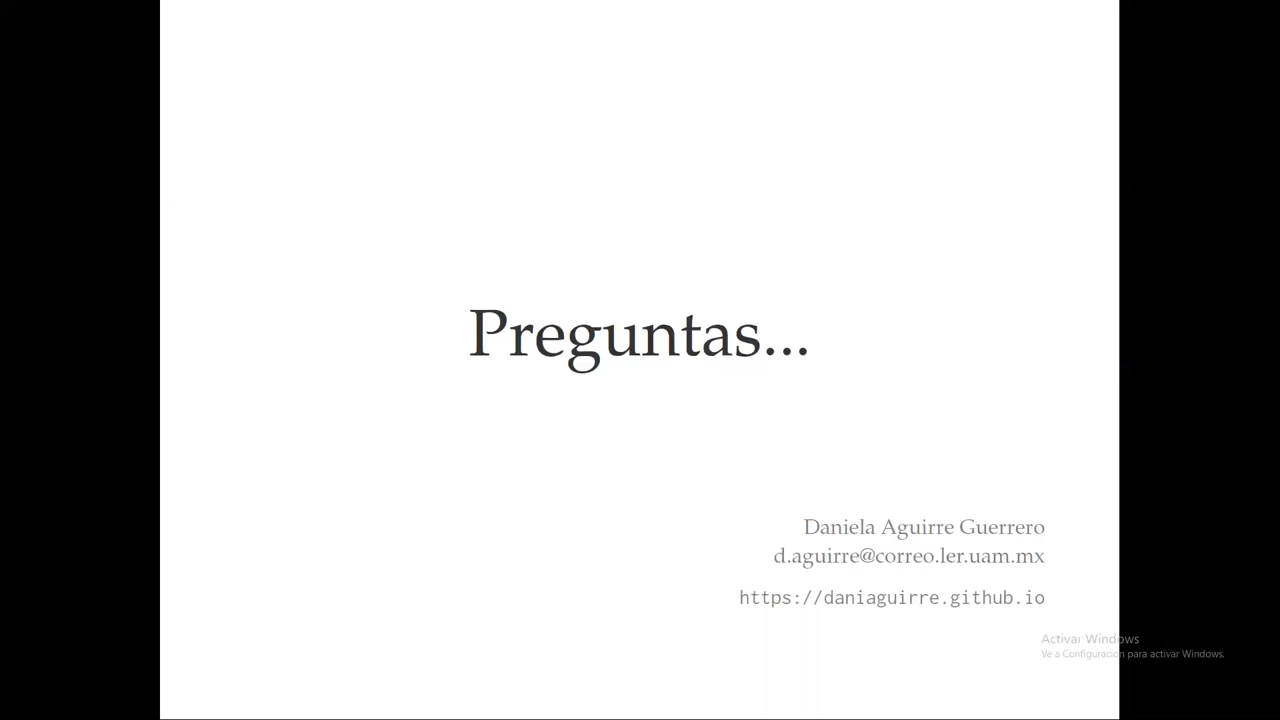 Preguntas...
Daniela Aguirre Guerrero
d.aguirre@correo.ler.uam.mx
https://daniaguirre.github.io
Activar Windows
Ve a Configuración para activar Windows.